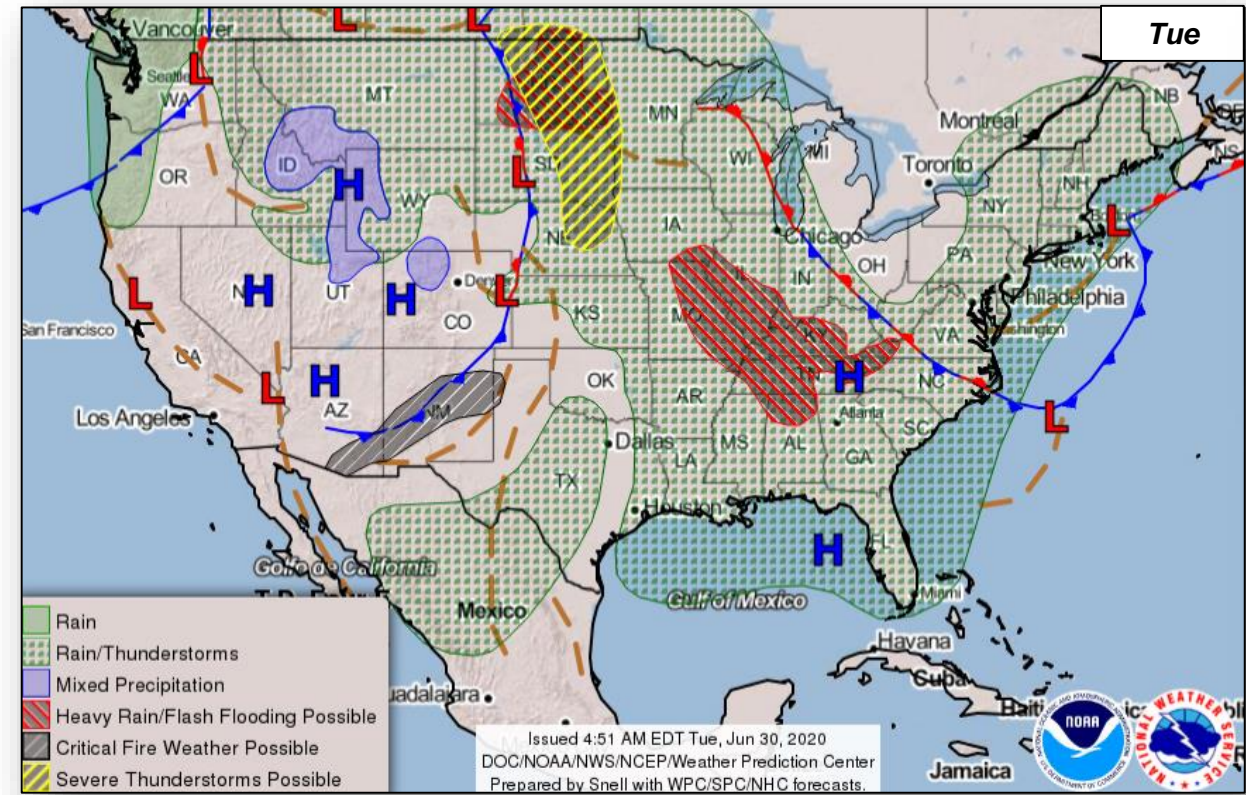 Tue
Vancouver
L
L
L
Seattle
WA
MT
MN
Montréal
NB
Toronto
NS
ID
H
OR
WY
L
SD
WI
MI
NH
NY
Boston
L
IA
Chicago
NE
PA
New York
IN
OH
Philadelphia
Washington
L
H
UT
H
Denver
L
CO
KS
MO
IL
KY
VA
San Francisco
CA
L
H
AZ
NM
OK
AR
TN
H
NC
Los Angeles
Dallas
Atlanta
SC
L
LA
MS
AL
GA
TX
Houston
H
FL
Golfo de California
Gulf of Mexico
Miami
Mexico
Havana
Cuba
Jamaica
Rain
Rain/Thunderstorms
Mixed Precipitation
Heavy Rain/Flash Flooding Possible
Critical Fire Weather Possible
Severe Thunderstorms Possible
uadalajara
Issued 4:51 AM EDT Tue, Jun 30, 2020
DOC/NOAA/NWS/NCEP/Weather Prediction Center
Prepared by Snell with WPC/SPC/NHC forecasts.
NOAA
NATIONAL WEATHER SERVICE